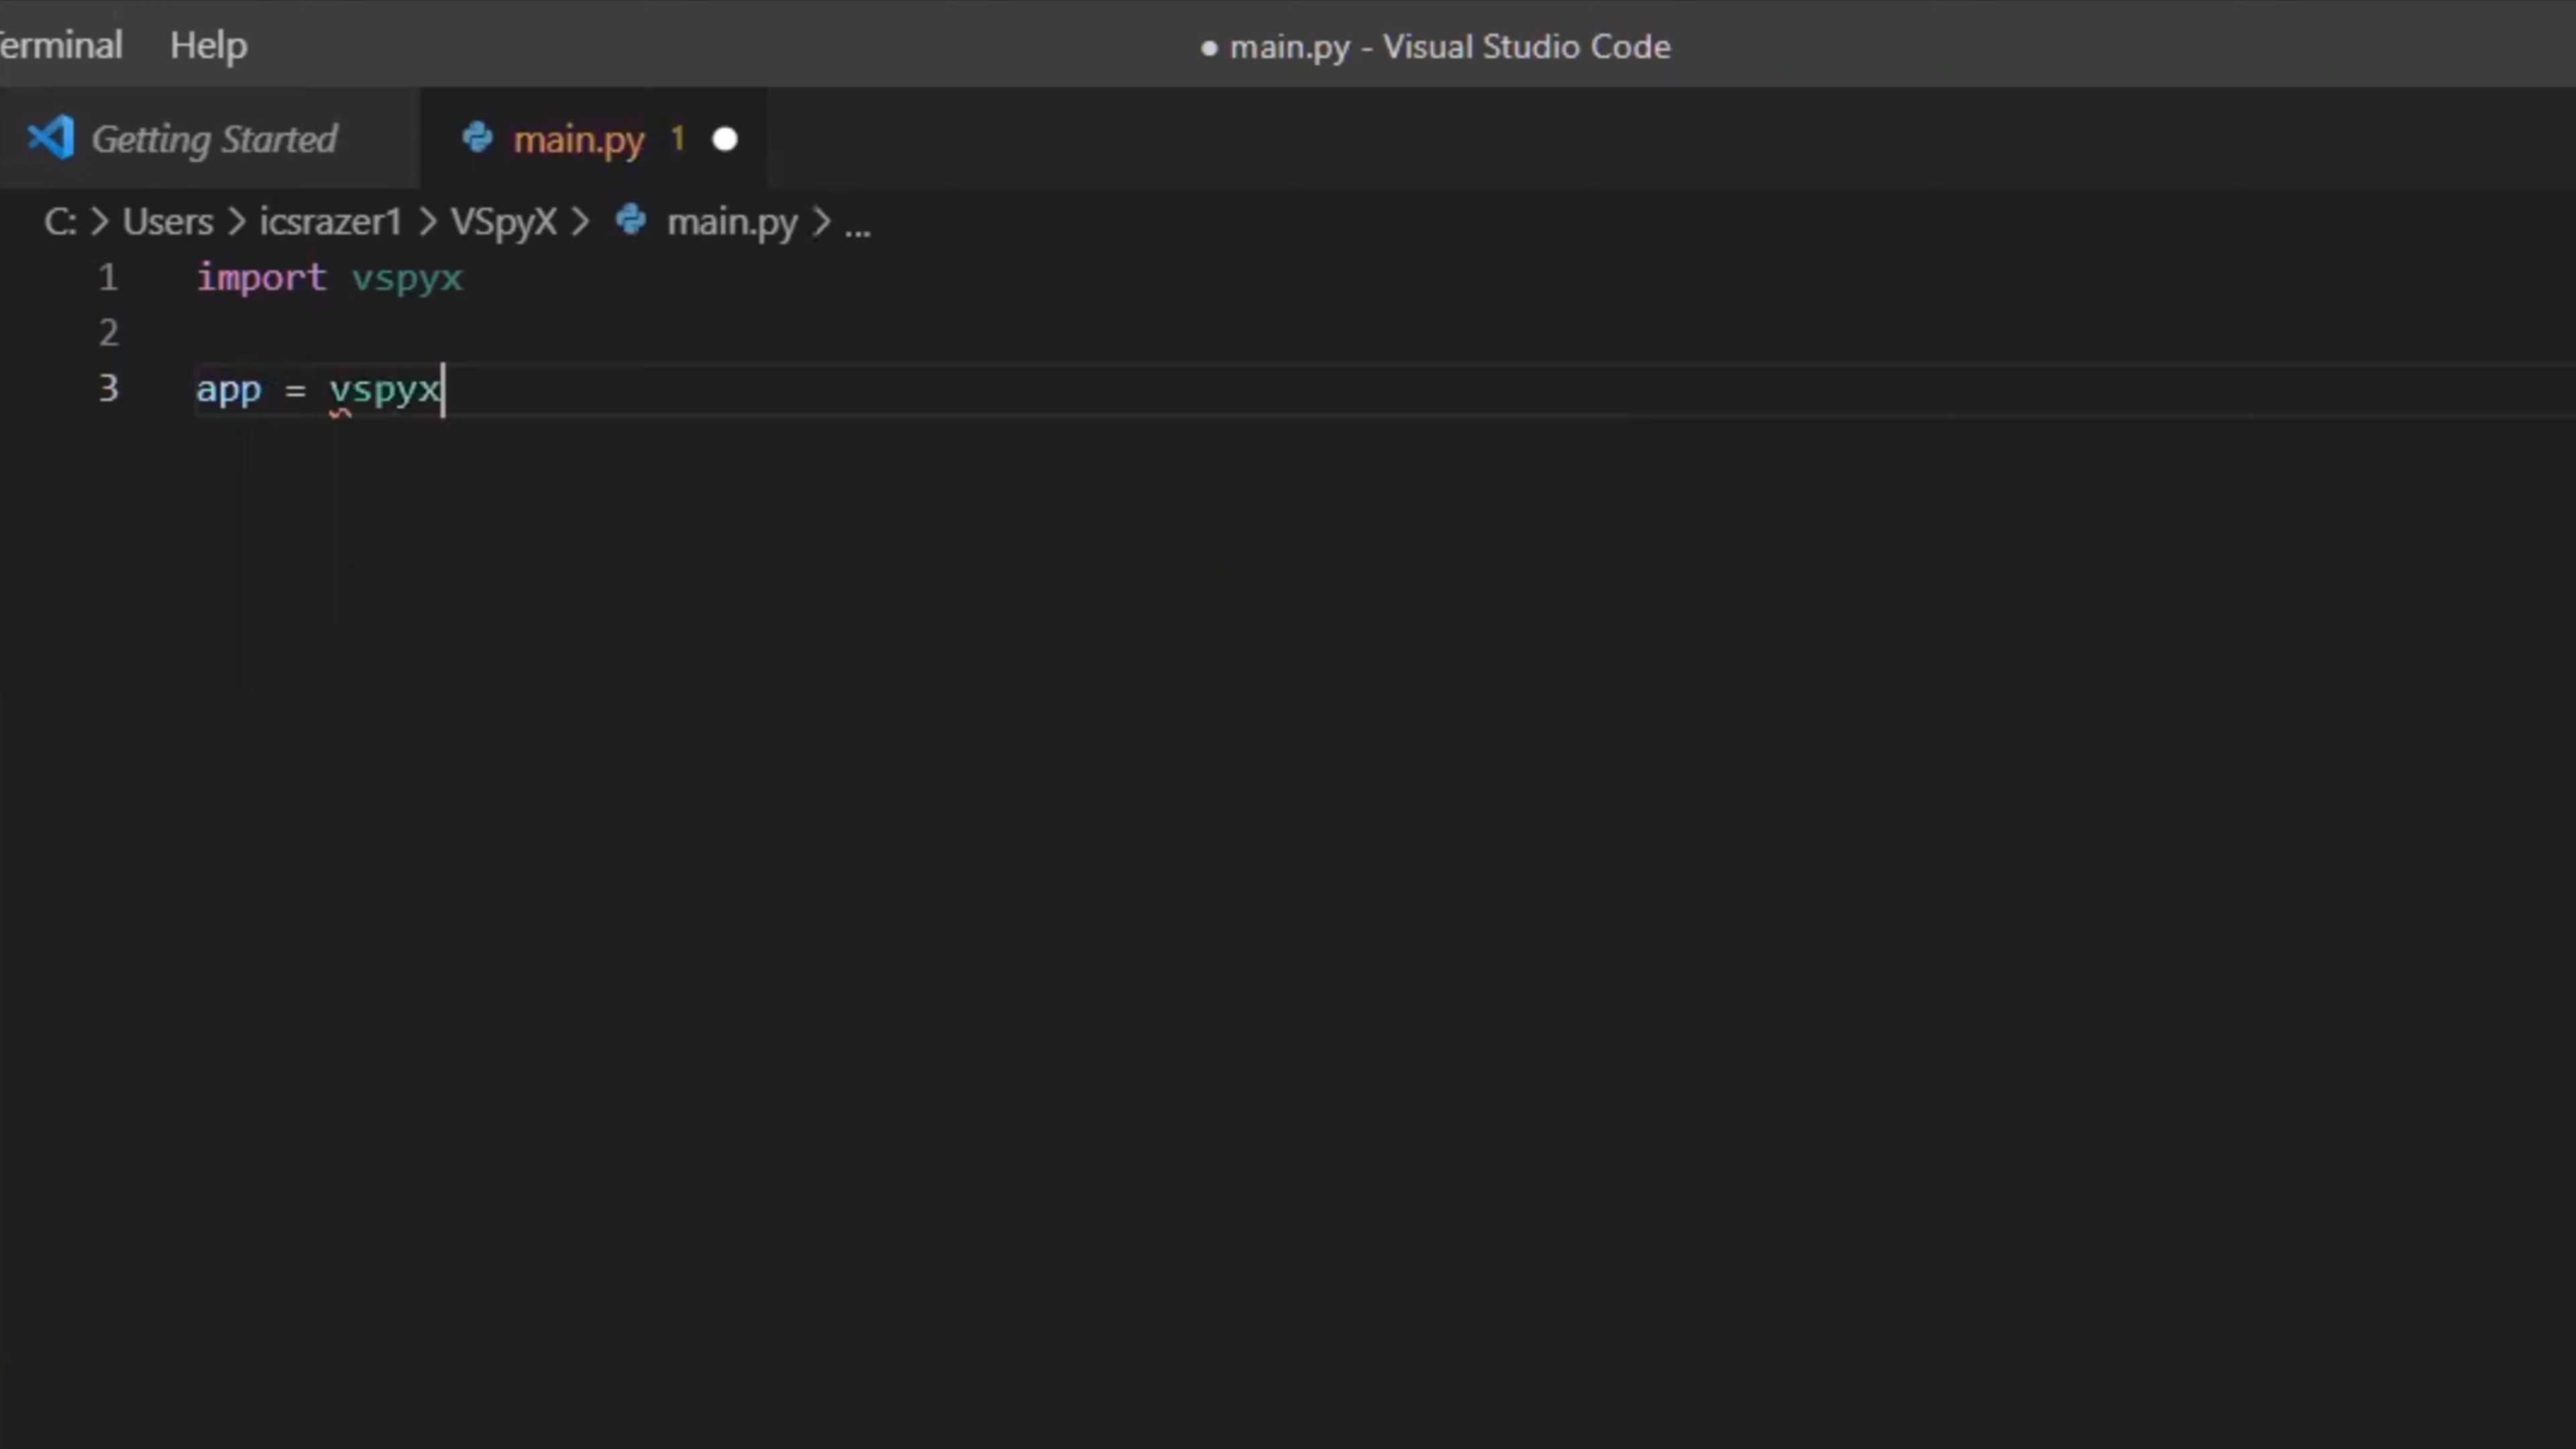 erminal Help
● main.py - Visual Studio Code
Getting Started
main.py 1
C: > Users > icsrazer1 > VSpyX > main.py > ...
1 import vspyx
2
3 app = vspyx